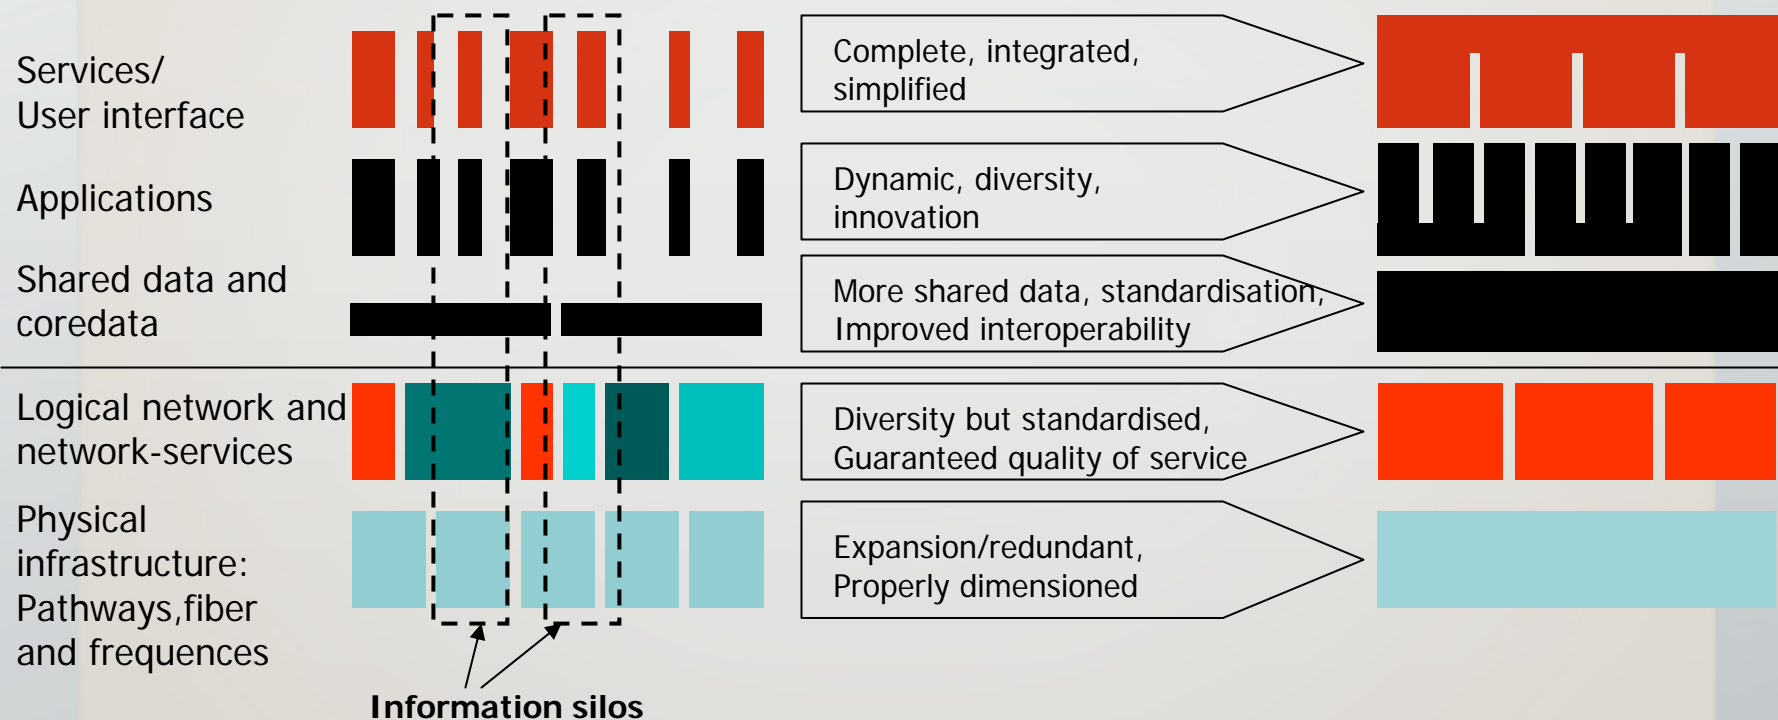 Services/
User interface
Complete, integrated,
simplified
Applications
Dynamic, diversity,
innovation
Shared data and
coredata
More shared data, standardisation,
Improved interoperability
Logical network and
network-services
Diversity but standardised,
Guaranteed quality of service
Physical
infrastructure:
Pathways,fiber
and frequences
Expansion/redundant,
Properly dimensioned
Information silos